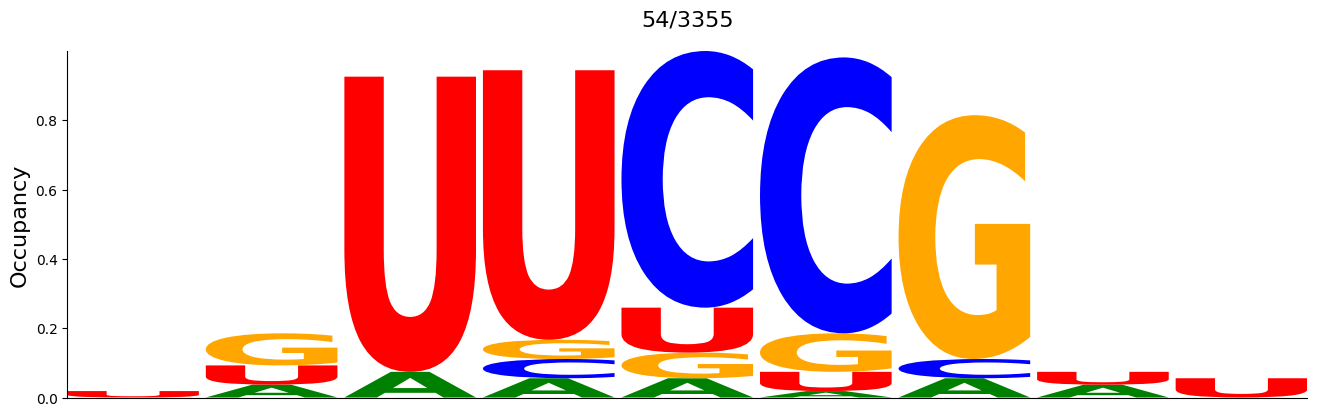 54/3355
Occupancy
0.8
0.6
0.4
0.2
0.0
U
G U A
U A
U G C A
C U G A
C G U A
G C A
U A
U